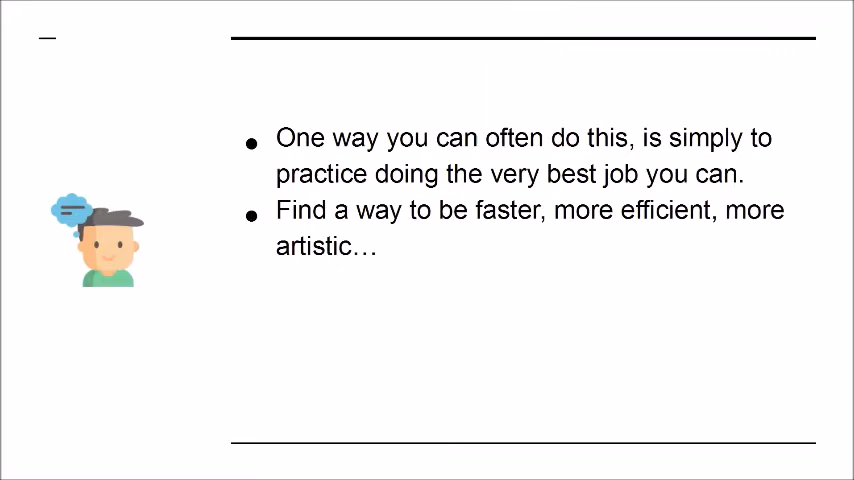 ● One way you can often do this, is simply to
practice doing the very best job you can.
● Find a way to be faster, more efficient, more
artistic…